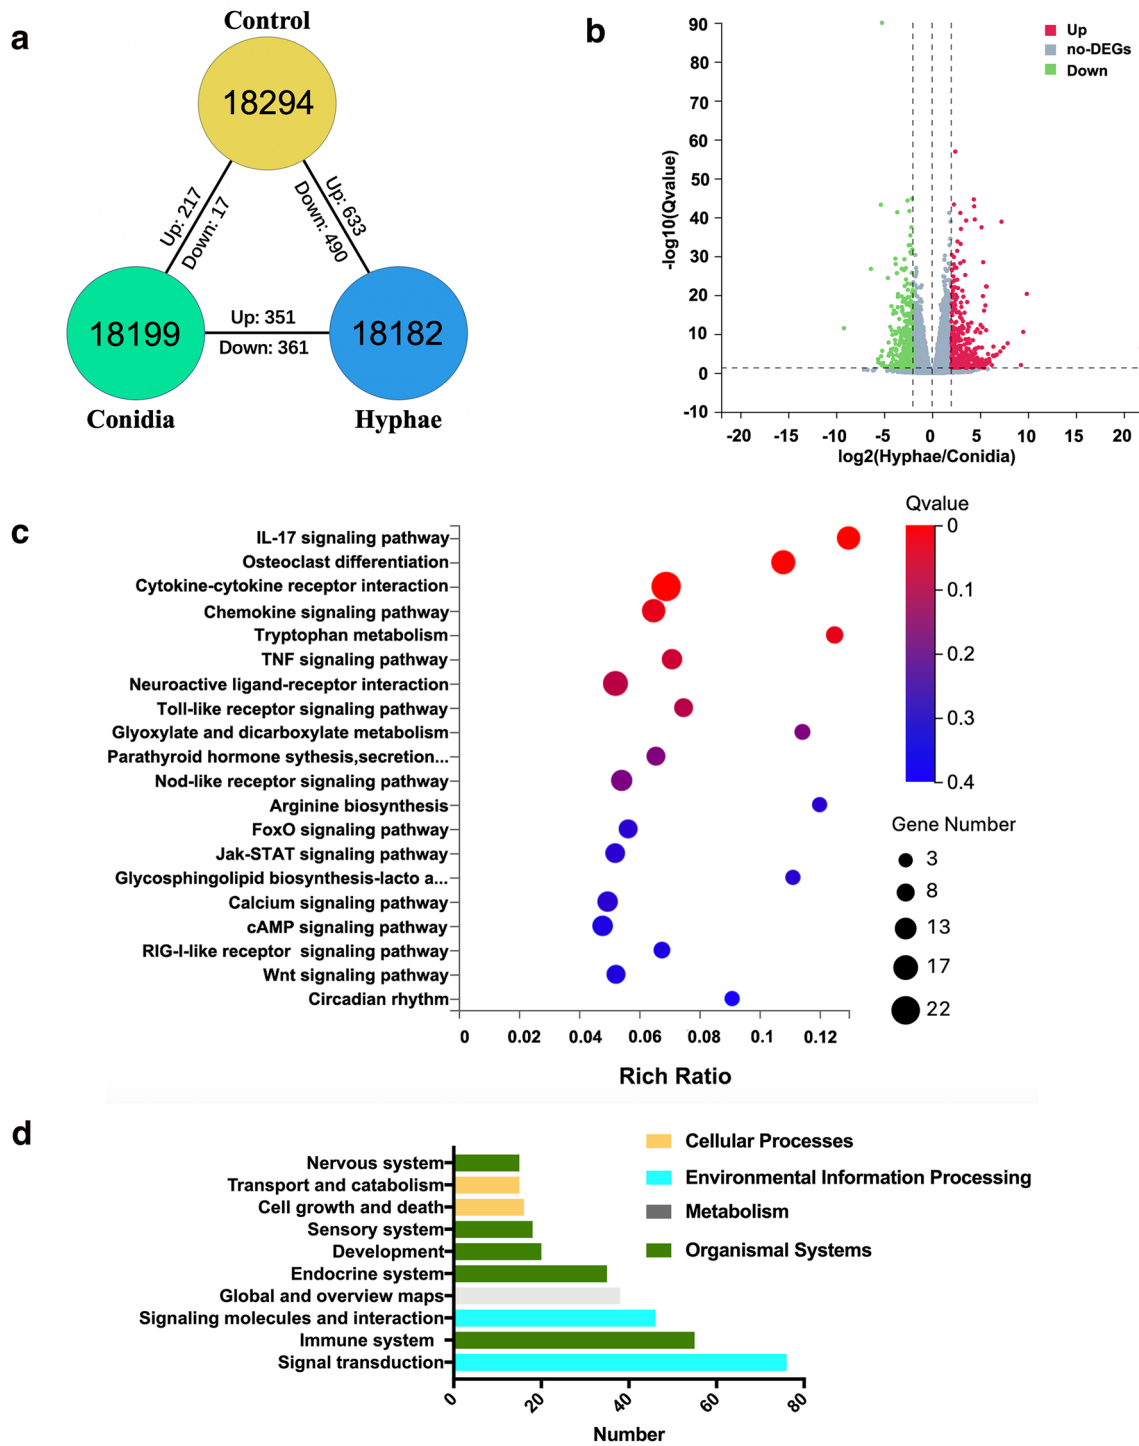 a
Control
18294
Up: 217
Down: 17
Up: 633
Down: 490
18199
Up: 351
Down: 361
18182
Conidia
Hyphae
b
Up
no-DEGs
Down
-log10(Qvalue)
90
80
70
60
50
40
30
20
10
0
-10
-20 -15 -10 -5 0 5 10 15 20
log2(Hyphae/Conidia)
c
IL-17 signaling pathway
Osteoclast differentiation
Cytokine-cytokine receptor interaction
Chemokine signaling pathway
Tryptophan metabolism
TNF signaling pathway
Neuroactive ligand-receptor interaction
Toll-like receptor signaling pathway
Glyoxylate and dicarboxylate metabolism
Parathyroid hormone sythesis,secretion...
Nod-like receptor signaling pathway
Arginine biosynthesis
FoxO signaling pathway
Jak-STAT signaling pathway
Glycosphingolipid biosynthesis-lacto a...
Calcium signaling pathway
cAMP signaling pathway
RIG-I-like receptor signaling pathway
Wnt signaling pathway
Circadian rhythm
0 0.02 0.04 0.06 0.08 0.1 0.12
Rich Ratio
Qvalue
0
0.1
0.2
0.3
0.4
Gene Number
3
8
13
17
22
d
Nervous system
Transport and catabolism
Cell growth and death
Sensory system
Development
Endocrine system
Global and overview maps
Signaling molecules and interaction
Immune system
Signal transduction
0 20 40 60 80
Number
Cellular Processes
Environmental Information Processing
Metabolism
Organismal Systems